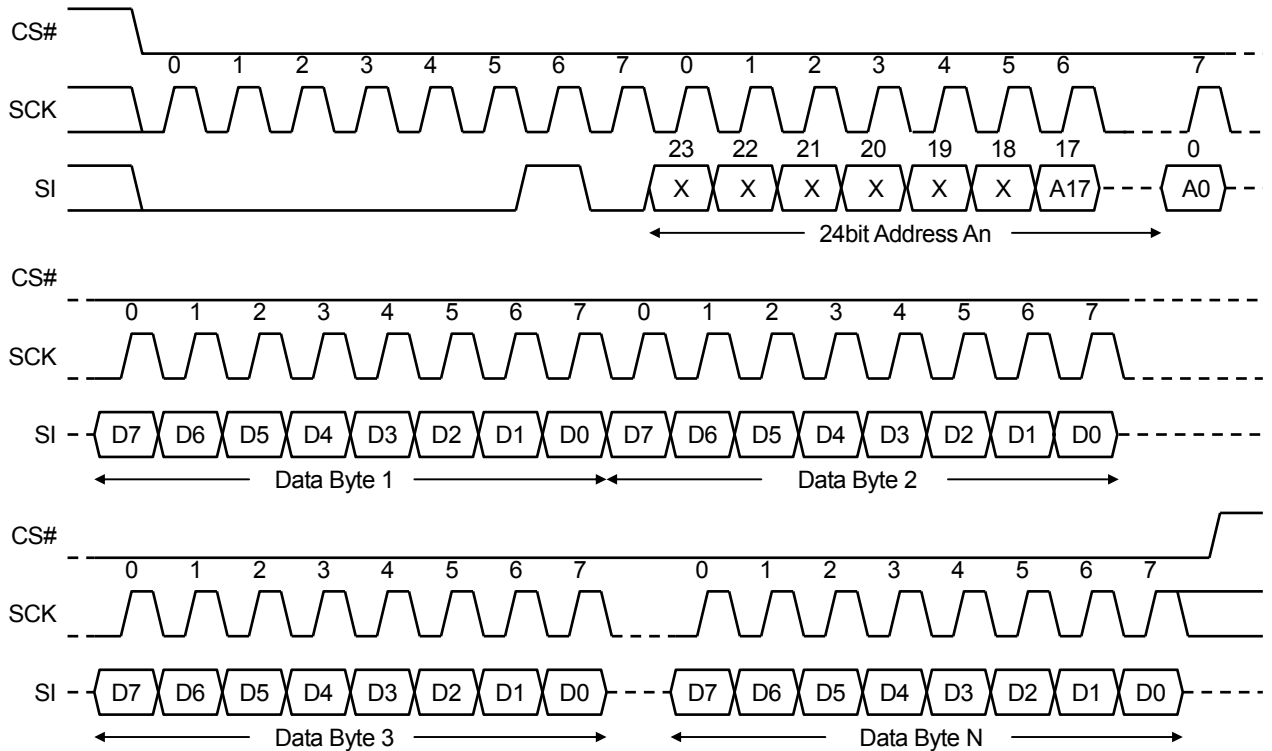 CS#
0 1 2 3 4 5 6 7 0 1 2 3 4 5 6 7
SCK
23 22 21 20 19 18 17 0
SI X X X X X X A17 A0
24bit Address An
CS#
0 1 2 3 4 5 6 7 0 1 2 3 4 5 6 7
SCK
SI D7 D6 D5 D4 D3 D2 D1 D0 D7 D6 D5 D4 D3 D2 D1 D0
Data Byte 1 Data Byte 2
CS#
0 1 2 3 4 5 6 7 0 1 2 3 4 5 6 7
SCK
SI D7 D6 D5 D4 D3 D2 D1 D0 D7 D6 D5 D4 D3 D2 D1 D0
Data Byte 3 Data Byte N